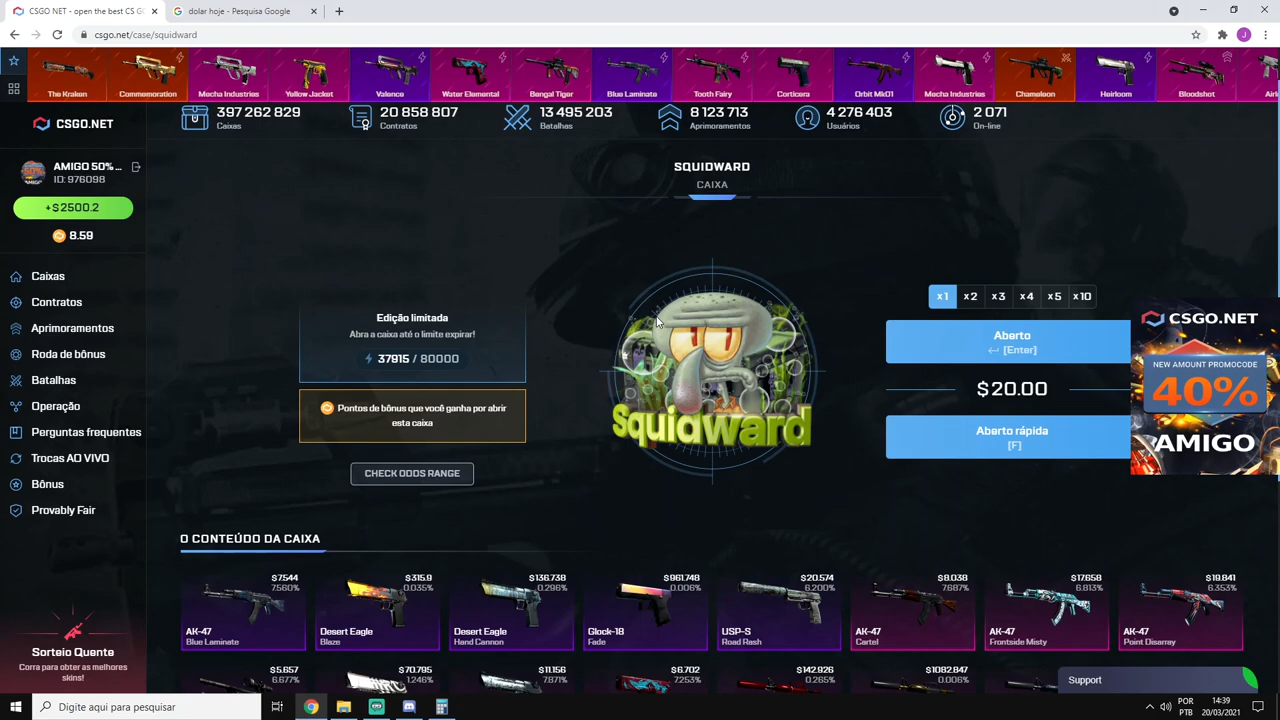 CSGO NET - open the best CS GO
dolar hoje - Pesquisa Google
csgo.net/case/squidward
J
The Kraken
Commemoration
Mecha Industries
Yellow Jacket
Valence
Water Elemental
Bengal Tiger
Blue Laminate
Tooth Fairy
Corticera
Orbit Mk01
Mecha Industries
Chameleon
Heirloom
Bloodshot
CSGO.NET
397 262 829
Caixas
20 858 807
Contratos
13 495 203
Batalhas
8 123 713
Aprimoramentos
4 276 403
Usuários
2 071
On-line
AMIGO 50% ...
ID: 976098
+$2500.2
8.59
Caixas
Contratos
Aprimoramentos
Roda de bônus
Batalhas
Operação
Perguntas frequentes
Trocas AO VIVO
Bônus
Provably Fair
Sorteio Quente
Corra para obter as melhores
skins!
SQUIDWARD
CAIXA
Edição limitada
Abra a caixa até o limite expirar!
37915 / 80000
Pontos de bônus que você ganha por abrir
esta caixa
CHECK ODDS RANGE
Squidward
x1 x2 x3 x4 x5 x10
Aberto
[Enter]
$20.00
Aberto rápida
[F]
CSGO.NET
NEW AMOUNT PROMOCODE
40%
AMIGO
O CONTEÚDO DA CAIXA
$7.544
7.560%
AK-47
Blue Laminate
$315.9
0.035%
Desert Eagle
Blaze
$136.738
0.296%
Desert Eagle
Hand Cannon
$961.748
0.006%
Glock-18
Fade
$20.574
6.200%
USP-S
Road Rash
$8.038
7.687%
AK-47
Cartel
$17.658
6.813%
AK-47
Frontside Misty
$19.841
6.353%
AK-47
Point Disarray
$5.657
6.677%
$70.795
1.246%
$11.156
7.871%
$6.702
7.253%
$142.926
0.265%
$1082.847
0.006%
Support
Digite aqui para pesquisar
POR
PTB
14:39
20/03/2021